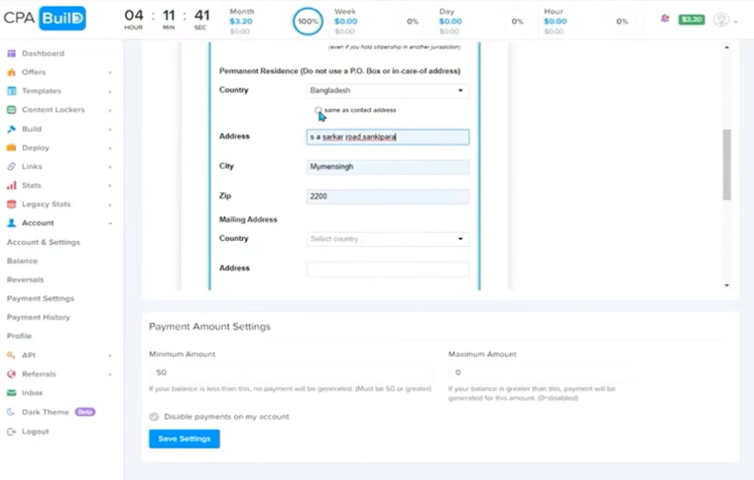 CPA BuilD
04 : 11 : 41
HOUR MIN SEC
Month
$3.20
$0.00
100%
Week
$0.00
$0.00
0%
Day
$0.00
$0.00
0%
Hour
$0.00
$0.00
0%
$3.20
Dashboard
Offers
Templates
Content Lockers
Build
Deploy
Links
Stats
Legacy Stats
Account
Account & Settings
Balance
Reversals
Payment Settings
Payment History
Profile
API
Referrals
Inbox
Dark Theme Beta
Logout
(even if you hold citizenship in another jurisdiction)
Permanent Residence (Do not use a P.O. Box or in-care-of address)
Country Bangladesh
same as contact address
Address s a sarkar road,sankipara
City Mymensingh
Zip 2200
Mailing Address
Country Select country
Address
Payment Amount Settings
Minimum Amount
50
If your balance is less than this, no payment will be generated. (Must be 50 or greater)
Maximum Amount
0
If your balance is greater than this, payment will be
generated for this amount. (0=disabled)
Disable payments on my account
Save Settings